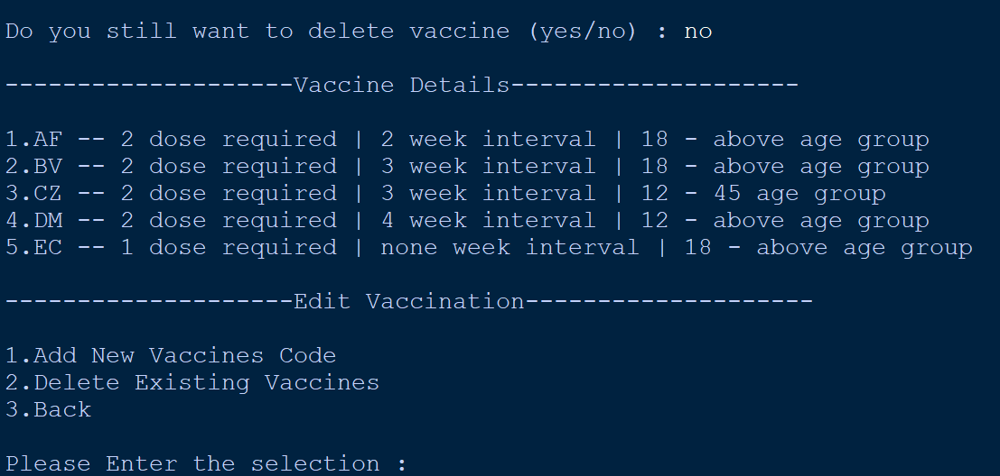 Do you still want to delete vaccine (yes/no) : no
--------------------Vaccine Details--------------------
1.AF -- 2 dose required | 2 week interval | 18 - above age group
2.BV -- 2 dose required | 3 week interval | 18 - above age group
3.CZ -- 2 dose required | 3 week interval | 12 - 45 age group
4.DM -- 2 dose required | 4 week interval | 12 - above age group
5.EC -- 1 dose required | none week interval | 18 - above age group
--------------------Edit Vaccination--------------------
1.Add New Vaccines Code
2.Delete Existing Vaccines
3.Back
Please Enter the selection :